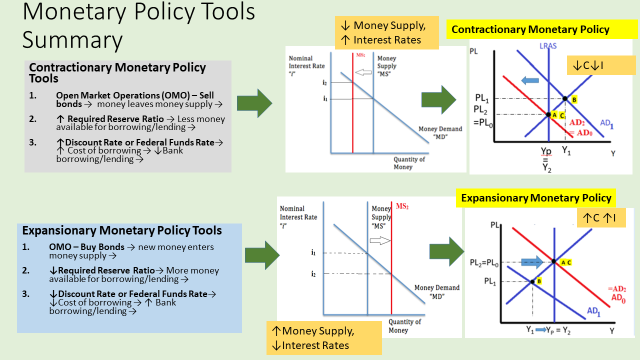 Monetary Policy Tools
Summary
Contractionary Monetary Policy
Tools
1. Open Market Operations (OMO) – Sell
bonds → money leaves money supply →
2. ↑ Required Reserve Ratio → Less money
available for borrowing/lending →
3. ↑Discount Rate or Federal Funds Rate→
↑ Cost of borrowing → ↓Bank
borrowing/lending →
↓ Money Supply,
↑ Interest Rates
Nominal
Interest Rate
"i"
MS₁
Money
Supply
"MS"
i₂
i₁
Money Demand
"MD"
Quantity of
Money
Contractionary Monetary Policy
PL
LRAS
↓C↓I
PL₁
PL₂
=PL₀
B
A
C
AD₂
= AD₀
AD₁
Yp
=
Y₂
Y₁
Y
Expansionary Monetary Policy Tools
1. OMO – Buy Bonds → new money enters
money supply →
2. ↓Required Reserve Ratio→ More money
available for borrowing/lending →
3. ↓Discount Rate or Federal Funds Rate→
↓Cost of borrowing → ↑ Bank
borrowing/lending →
Nominal
Interest Rate
"i"
Money
Supply
"MS"
MS₁
i₁
i₂
Money Demand
"MD"
Quantity of
Money
↑Money Supply,
↓Interest Rates
Expansionary Monetary Policy
↑C ↑I
PL
PL₂=PL₀
PL₁
A C
B
=AD₂
AD₀
AD₁
Y₁
Yₚ = Y₂
Y